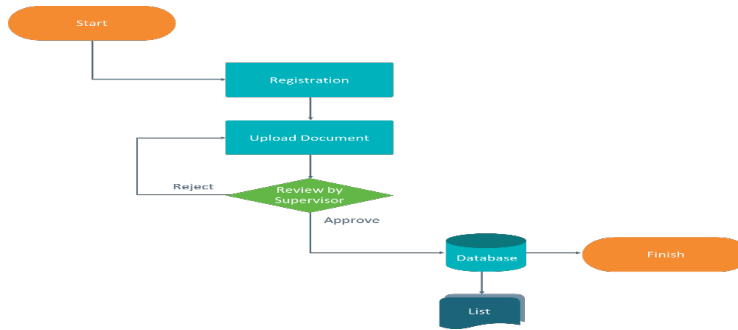 Start
Registration
Upload Document
Reject
Review by
Supervisor
Approve
Database
Finish
List